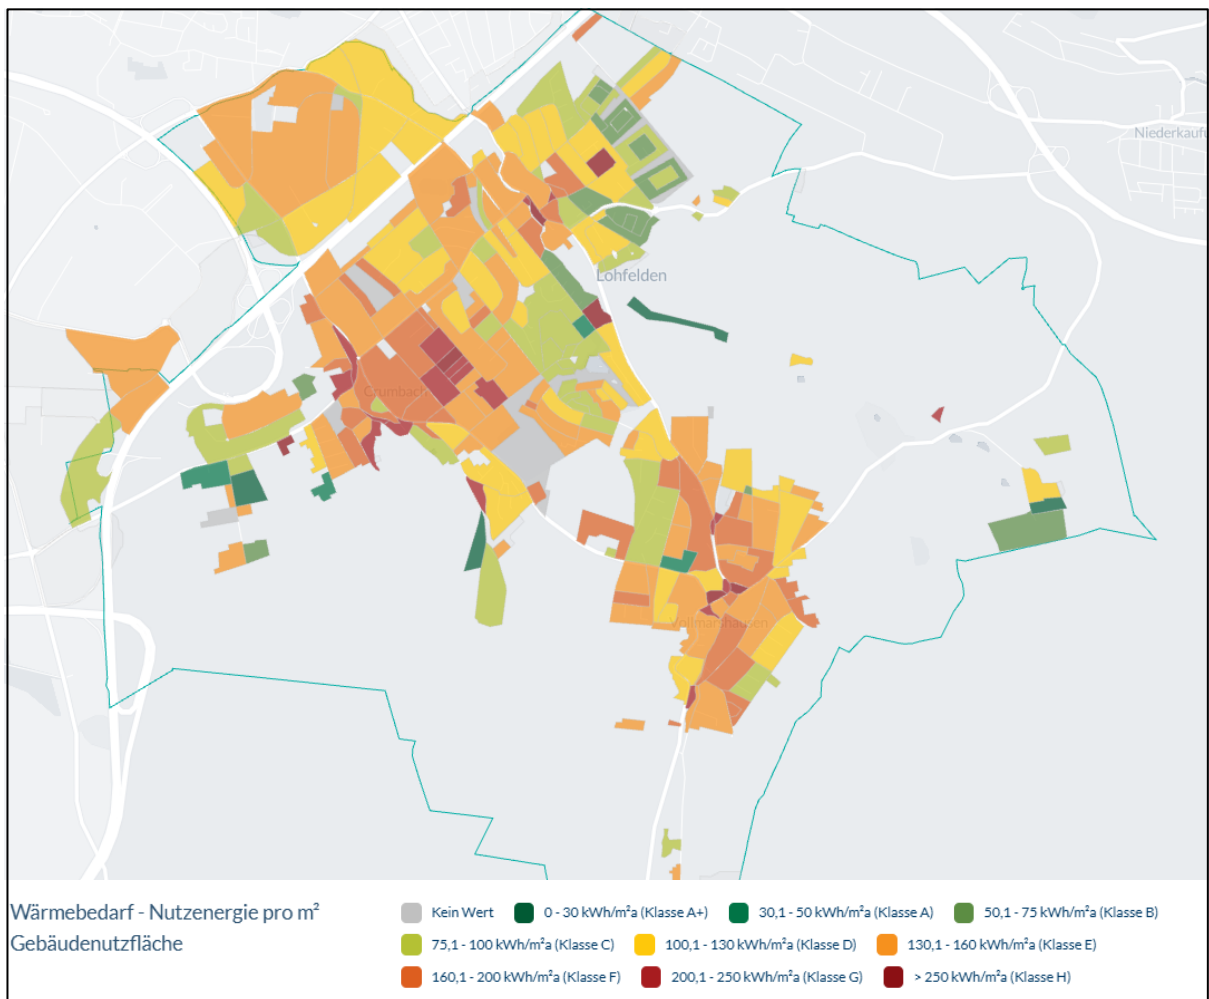 Niederkaufu
Lohfelden
Crumbach
Vollmarshausen
Wärmebedarf - Nutzenergie pro m²
Gebäudenutzfläche
Kein Wert 0 - 30 kWh/m²a (Klasse A+) 30,1 - 50 kWh/m²a (Klasse A) 50,1 - 75 kWh/m²a (Klasse B)
75,1 - 100 kWh/m²a (Klasse C) 100,1 - 130 kWh/m²a (Klasse D) 130,1 - 160 kWh/m²a (Klasse E)
160,1 - 200 kWh/m²a (Klasse F) 200,1 - 250 kWh/m²a (Klasse G) > 250 kWh/m²a (Klasse H)